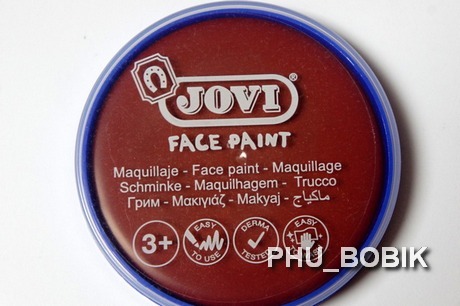 JOVI®
FACE PAINT
Maquillaje - Face paint - Maquillage
Schminke - Maquilhagem - Trucco
Грим - Μακιγιάζ - Makyaj - ماكياج
3+
EASY TO USE
DERMA TESTED
EASY
PHU_BOBIK